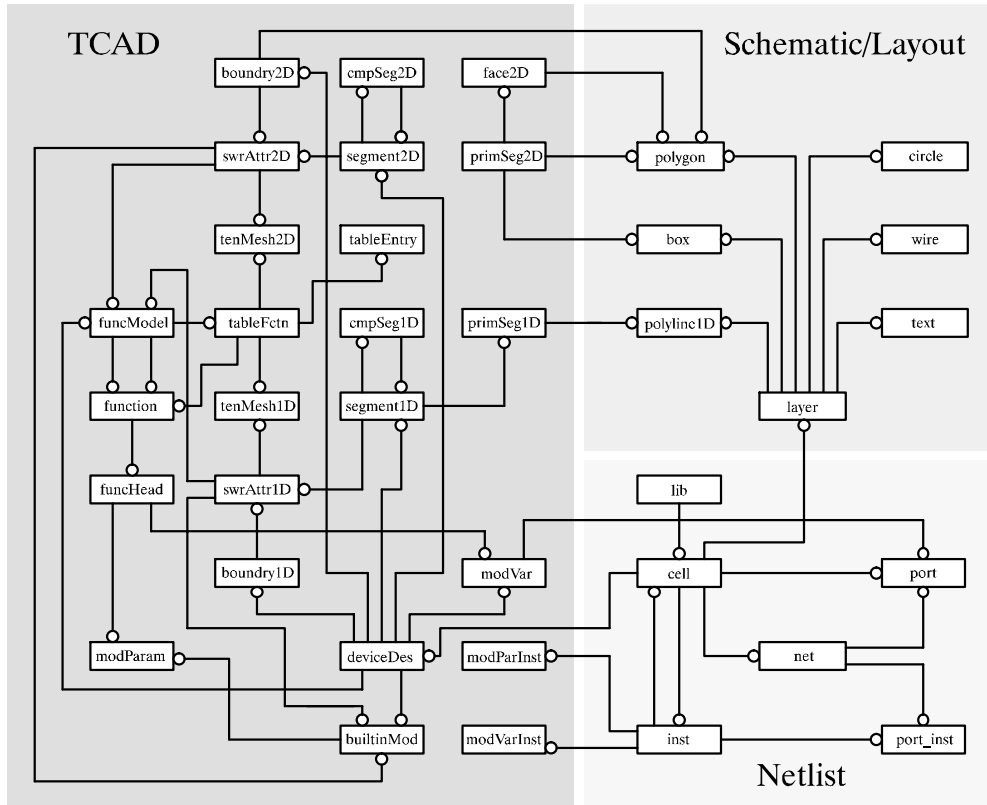 TCAD
Schematic/Layout
boundry2D
cmpSeg2D
face2D
swrAttr2D
segment2D
primSeg2D
polygon
circle
tenMesh2D
tableEntry
box
wire
funcModel
tableFctn
cmpSeg1D
primSeg1D
polyline1D
text
function
tenMesh1D
segment1D
layer
funcHead
swrAttr1D
lib
boundry1D
modVar
cell
port
modParam
deviceDes
modParInst
net
builtinMod
modVarInst
inst
port_inst
Netlist